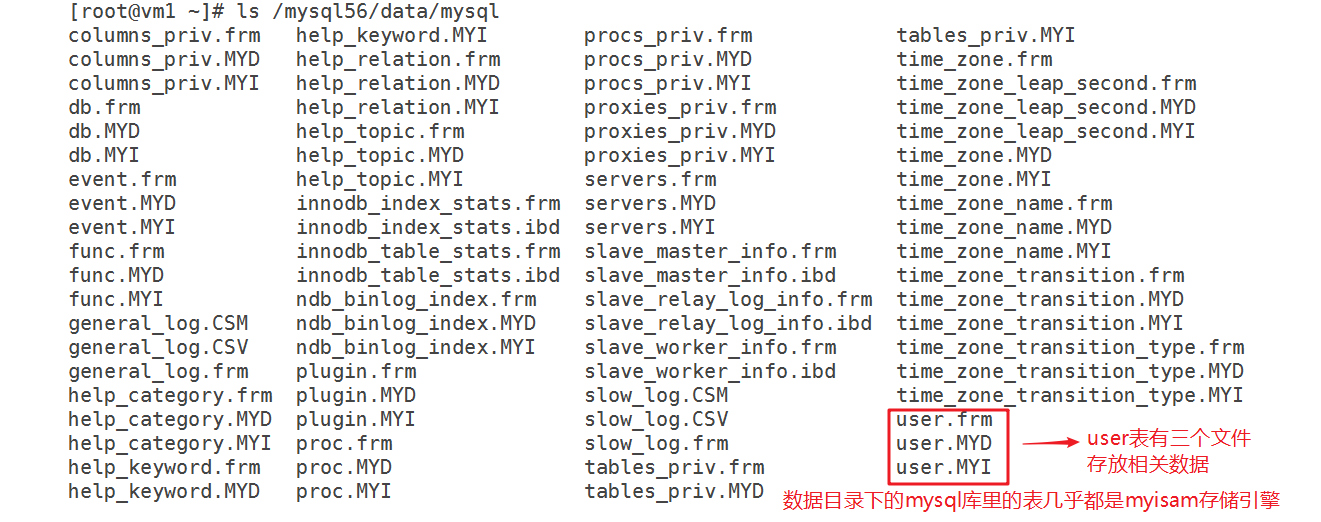 [root@vm1 ~]# ls /mysql56/data/mysql
columns_priv.frm help_keyword.MYI procs_priv.frm tables_priv.MYI
columns_priv.MYD help_relation.frm procs_priv.MYD time_zone.frm
columns_priv.MYI help_relation.MYD procs_priv.MYI time_zone_leap_second.frm
db.frm help_relation.MYI proxies_priv.frm time_zone_leap_second.MYD
db.MYD help_topic.frm proxies_priv.MYD time_zone_leap_second.MYI
db.MYI help_topic.MYD proxies_priv.MYI time_zone.MYD
event.frm help_topic.MYI servers.frm time_zone.MYI
event.MYD innodb_index_stats.frm servers.MYD time_zone_name.frm
event.MYI innodb_index_stats.ibd servers.MYI time_zone_name.MYD
func.frm innodb_table_stats.frm slave_master_info.frm time_zone_name.MYI
func.MYD innodb_table_stats.ibd slave_master_info.ibd time_zone_transition.frm
func.MYI ndb_binlog_index.frm slave_relay_log_info.frm time_zone_transition.MYD
general_log.CSM ndb_binlog_index.MYD slave_relay_log_info.ibd time_zone_transition.MYI
general_log.CSV ndb_binlog_index.MYI slave_worker_info.frm time_zone_transition_type.frm
general_log.frm plugin.frm slave_worker_info.ibd time_zone_transition_type.MYD
help_category.frm plugin.MYD slow_log.CSM time_zone_transition_type.MYI
help_category.MYD plugin.MYI slow_log.CSV user.frm
help_category.MYI proc.frm slow_log.frm user.MYD
help_keyword.frm proc.MYD tables_priv.frm user.MYI
help_keyword.MYD proc.MYI tables_priv.MYD
user表有三个文件
存放相关数据
数据目录下的mysql库里的表几乎都是myisam存储引擎